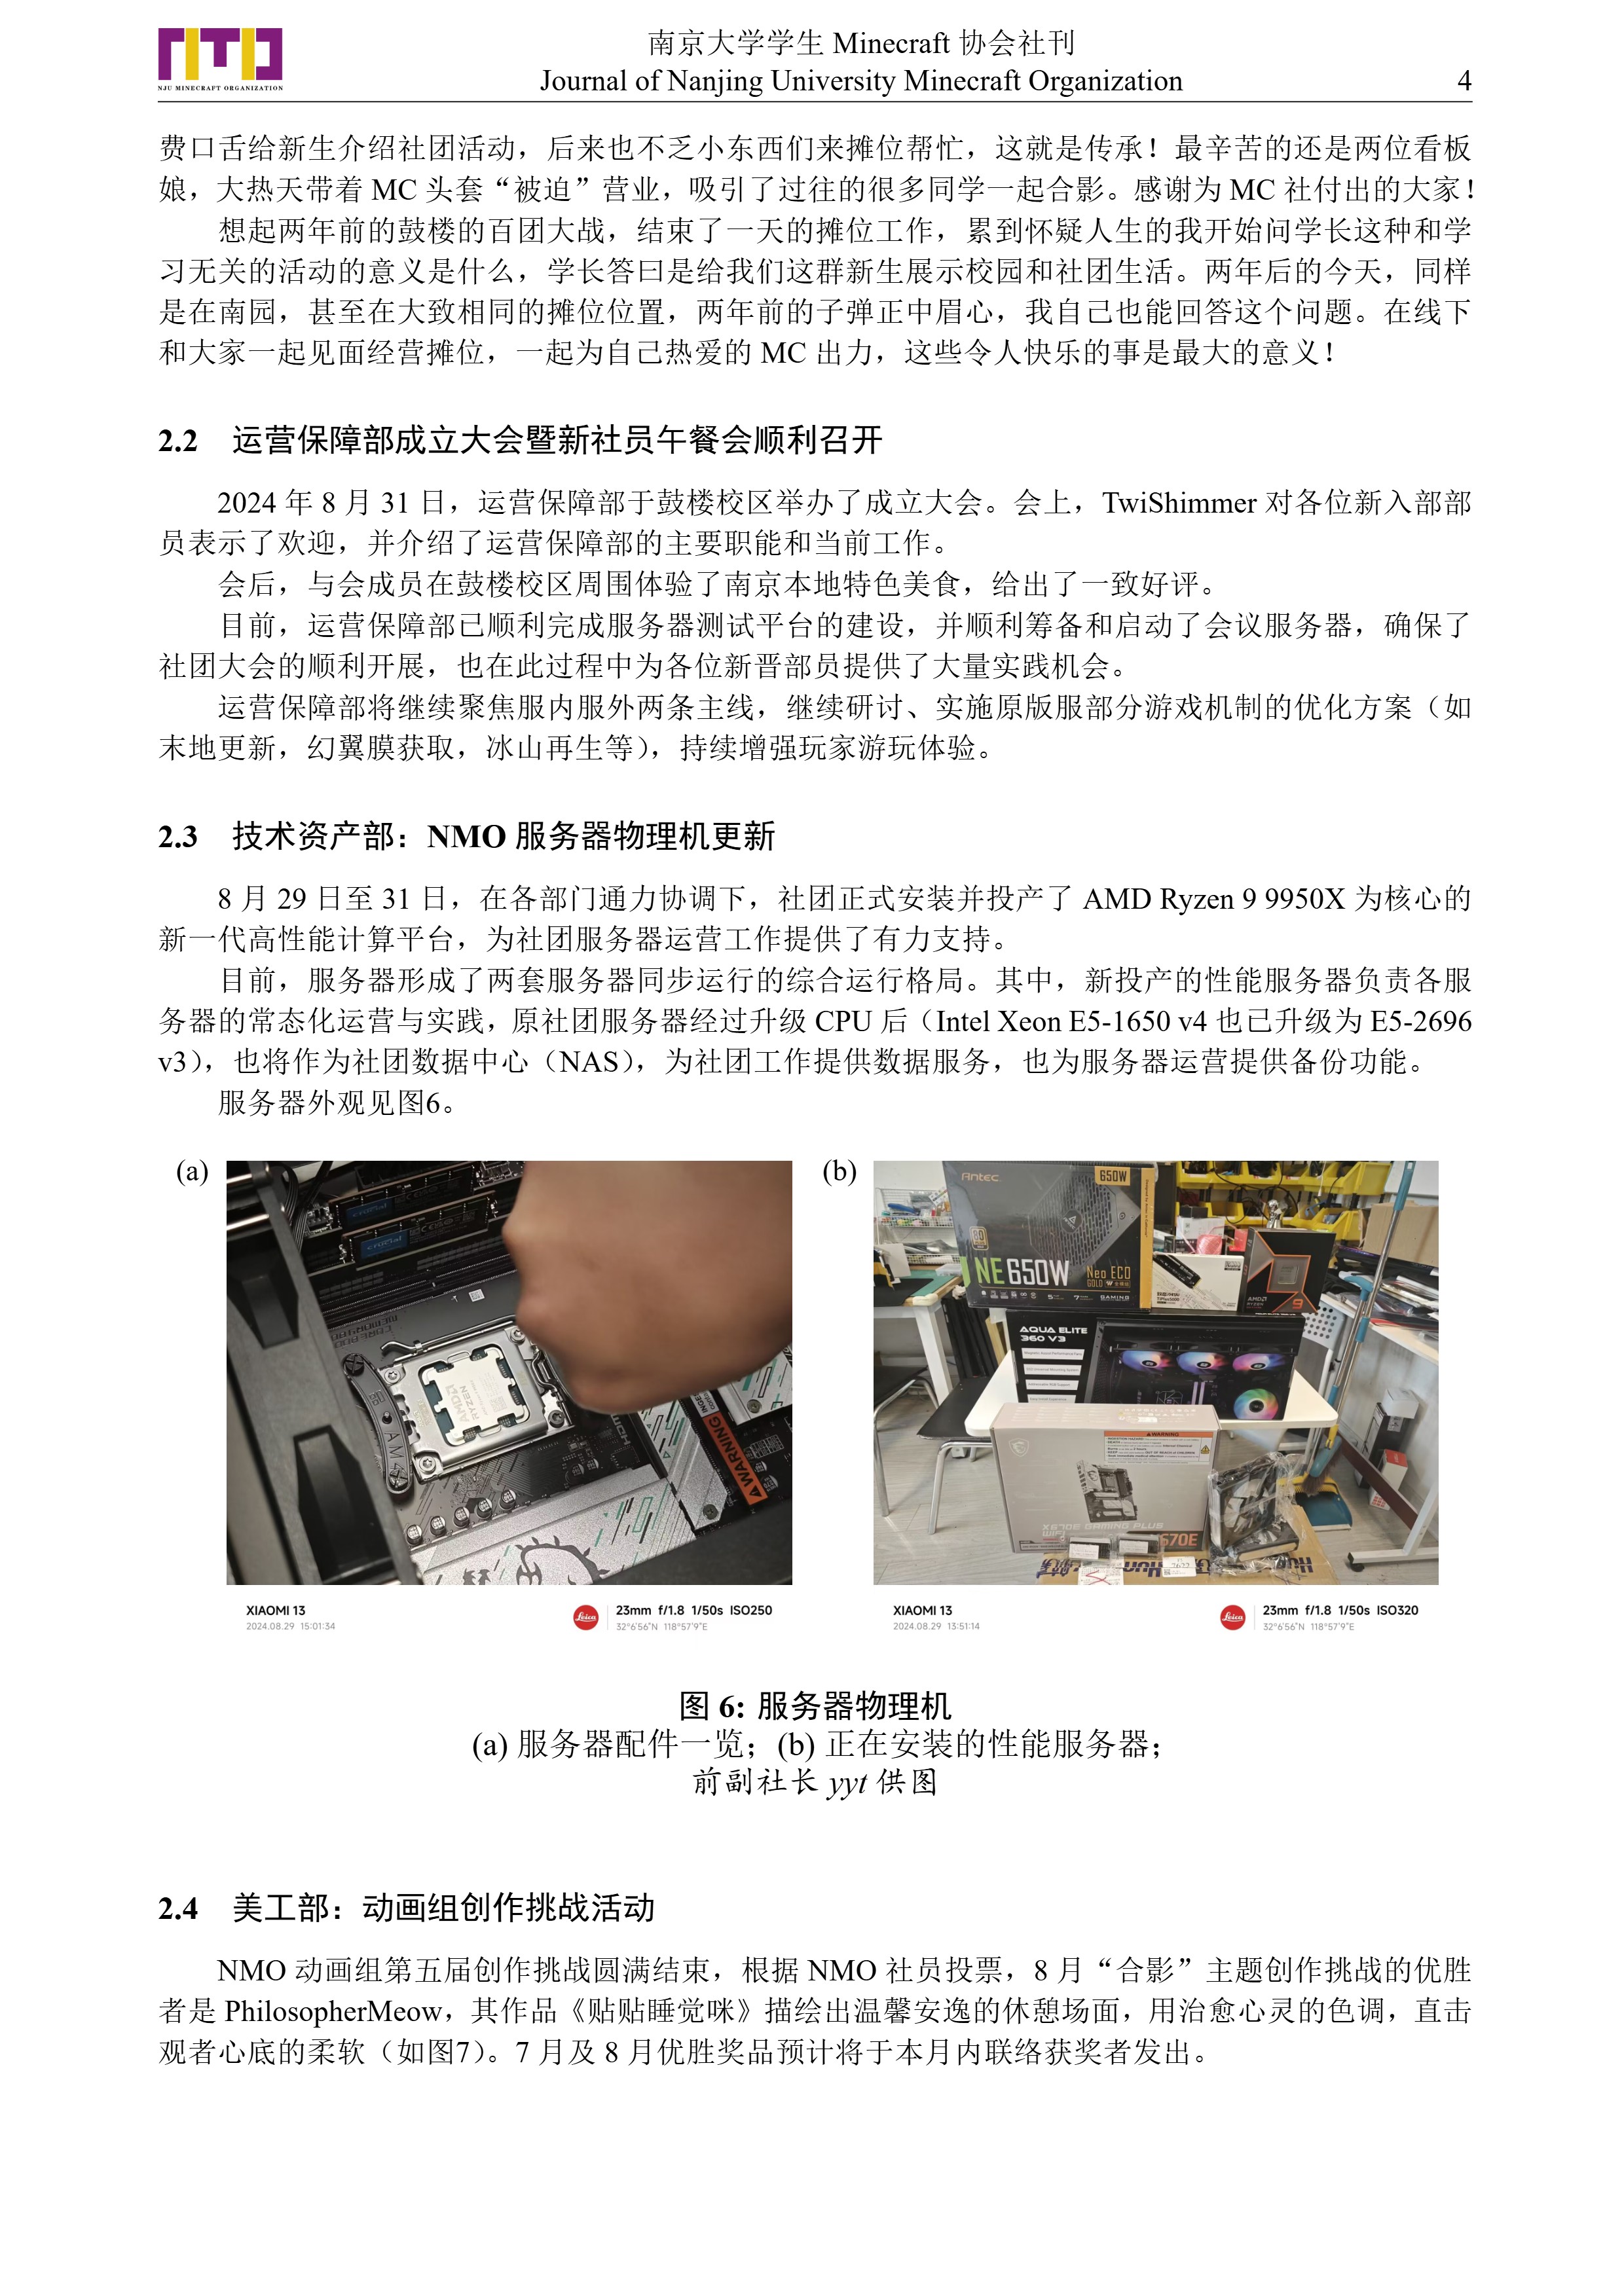 NJU MINECRAFT ORGANIZATION
南京大学学生 Minecraft 协会社刊
Journal of Nanjing University Minecraft Organization
4
费口舌给新生介绍社团活动，后来也不乏小东西们来摊位帮忙，这就是传承！最辛苦的还是两位看板
娘，大热天带着 MC 头套“被迫”营业，吸引了过往的很多同学一起合影。感谢为 MC 社付出的大家！
想起两年前的鼓楼的百团大战，结束了一天的摊位工作，累到怀疑人生的我开始问学长这种和学
习无关的活动的意义是什么，学长答曰是给我们这群新生展示校园和社团生活。两年后的今天，同样
是在南园，甚至在大致相同的摊位位置，两年前的子弹正中眉心，我自己也能回答这个问题。在线下
和大家一起见面经营摊位，一起为自己热爱的 MC 出力，这些令人快乐的事是最大的意义！
2.2 运营保障部成立大会暨新社员午餐会顺利召开
2024 年 8 月 31 日，运营保障部于鼓楼校区举办了成立大会。会上，TwiShimmer 对各位新入部部
员表示了欢迎，并介绍了运营保障部的主要职能和当前工作。
会后，与会成员在鼓楼校区周围体验了南京本地特色美食，给出了一致好评。
目前，运营保障部已顺利完成服务器测试平台的建设，并顺利筹备和启动了会议服务器，确保了
社团大会的顺利开展，也在此过程中为各位新晋部员提供了大量实践机会。
运营保障部将继续聚焦服内服外两条主线，继续研讨、实施原版服部分游戏机制的优化方案（如
末地更新，幻翼膜获取，冰山再生等），持续增强玩家游玩体验。
2.3 技术资产部：NMO 服务器物理机更新
8 月 29 日至 31 日，在各部门通力协调下，社团正式安装并投产了 AMD Ryzen 9 9950X 为核心的
新一代高性能计算平台，为社团服务器运营工作提供了有力支持。
目前，服务器形成了两套服务器同步运行的综合运行格局。其中，新投产的性能服务器负责各服
务器的常态化运营与实践，原社团服务器经过升级 CPU 后（Intel Xeon E5-1650 v4 也已升级为 E5-2696
v3），也将作为社团数据中心（NAS），为社团工作提供数据服务，也为服务器运营提供备份功能。
服务器外观见图6。
(a)
crucial
crucial
AMD
RYZEN
AM
WARNING
XIAOMI 13
2024.08.29 15:01:34
Leica
23mm f/1.8 1/50s ISO250
32°6'56"N 118°57'9"E
(b)
Antec
650W
NE650W
Neo ECO
GOLD
GAMING
AMD
RYZEN
9
AQUA ELITE
360 V3
WARNING
X670E GAMING PLUS
WIFI
670E
XIAOMI 13
2024.08.29 13:51:14
Leica
23mm f/1.8 1/50s ISO320
32°6'56"N 118°57'9"E
图 6: 服务器物理机
(a) 服务器配件一览；(b) 正在安装的性能服务器；
前副社长 yyt 供图
2.4 美工部：动画组创作挑战活动
NMO 动画组第五届创作挑战圆满结束，根据 NMO 社员投票，8 月“合影”主题创作挑战的优胜
者是 PhilosopherMeow，其作品《贴贴睡觉咪》描绘出温馨安逸的休憩场面，用治愈心灵的色调，直击
观者心底的柔软（如图7）。7 月及 8 月优胜奖品预计将于本月内联络获奖者发出。